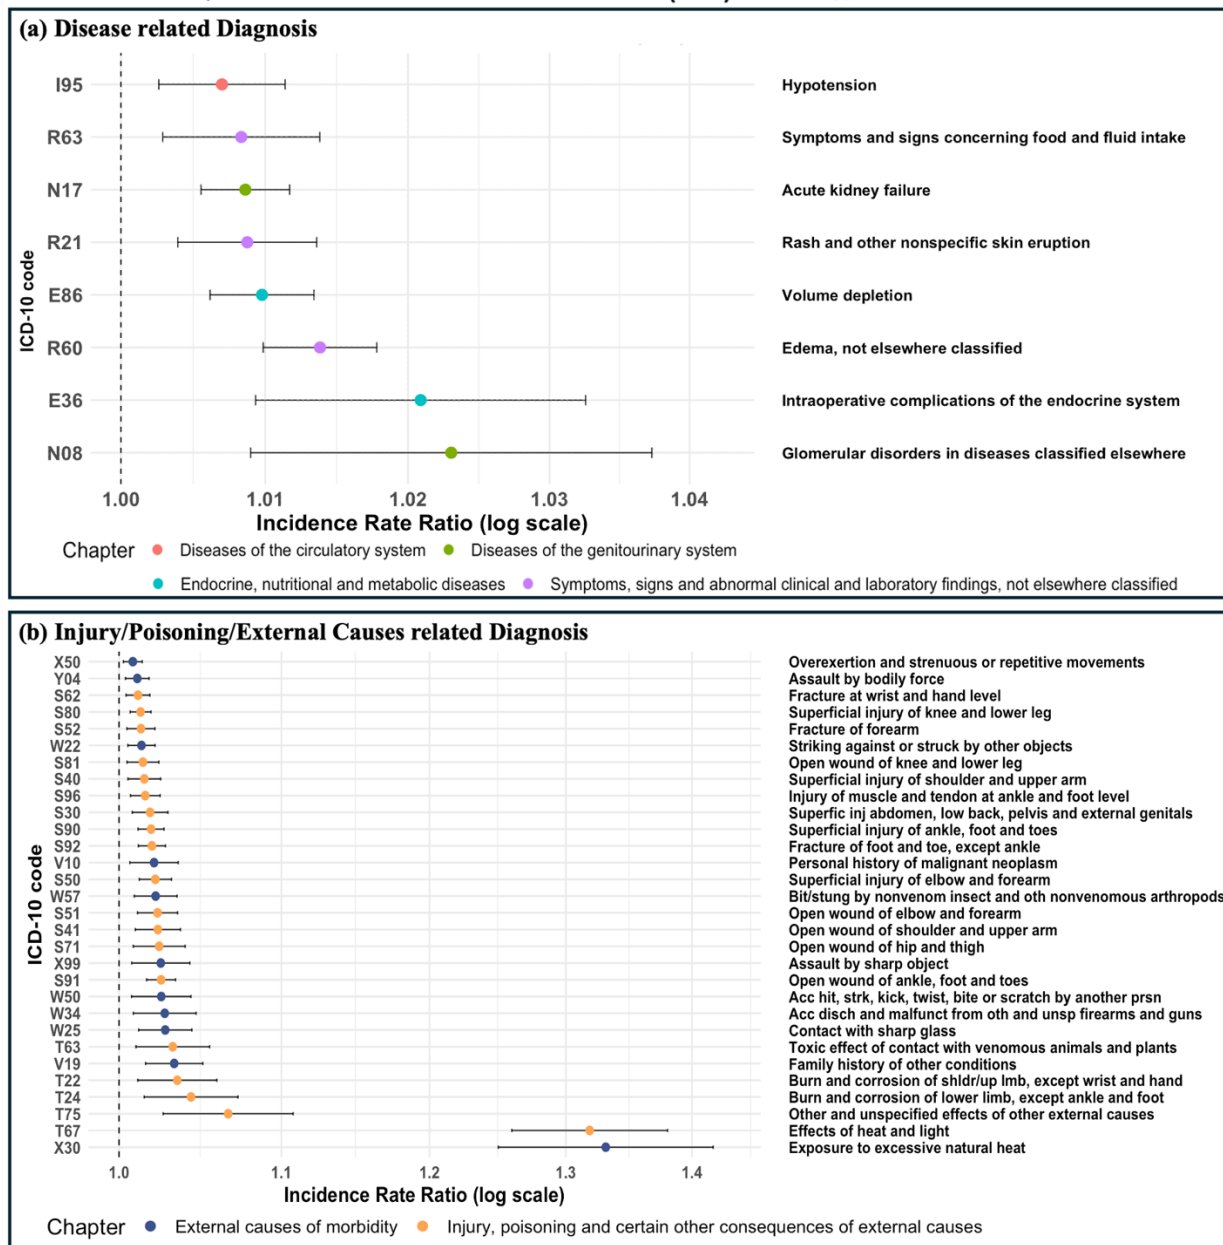 (a) Disease related Diagnosis
ICD-10 code
I95 Hypotension
R63 Symptoms and signs concerning food and fluid intake
N17 Acute kidney failure
R21 Rash and other nonspecific skin eruption
E86 Volume depletion
R60 Edema, not elsewhere classified
E36 Intraoperative complications of the endocrine system
N08 Glomerular disorders in diseases classified elsewhere
1.00 1.01 1.02 1.03 1.04
Incidence Rate Ratio (log scale)
Chapter Diseases of the circulatory system Diseases of the genitourinary system
Endocrine, nutritional and metabolic diseases Symptoms, signs and abnormal clinical and laboratory findings, not elsewhere classified
(b) Injury/Poisoning/External Causes related Diagnosis
ICD-10 code
X50 Overexertion and strenuous or repetitive movements
Y04 Assault by bodily force
S62 Fracture at wrist and hand level
S80 Superficial injury of knee and lower leg
S52 Fracture of forearm
W22 Striking against or struck by other objects
S81 Open wound of knee and lower leg
S40 Superficial injury of shoulder and upper arm
S96 Injury of muscle and tendon at ankle and foot level
S30 Superfic inj abdomen, low back, pelvis and external genitals
S90 Superficial injury of ankle, foot and toes
S92 Fracture of foot and toe, except ankle
V10 Personal history of malignant neoplasm
S50 Superficial injury of elbow and forearm
W57 Bit/stung by nonvenom insect and oth nonvenomous arthropods
S51 Open wound of elbow and forearm
S41 Open wound of shoulder and upper arm
S71 Open wound of hip and thigh
X99 Assault by sharp object
S91 Open wound of ankle, foot and toes
W50 Acc hit, strk, kick, twist, bite or scratch by another prsn
W34 Acc disch and malfunct from oth and unsp firearms and guns
W25 Contact with sharp glass
T63 Toxic effect of contact with venomous animals and plants
V19 Family history of other conditions
T22 Burn and corrosion of shldr/up lmb, except wrist and hand
T24 Burn and corrosion of lower limb, except ankle and foot
T75 Other and unspecified effects of other external causes
T67 Effects of heat and light
X30 Exposure to excessive natural heat
1.0 1.1 1.2 1.3 1.4
Incidence Rate Ratio (log scale)
Chapter External causes of morbidity Injury, poisoning and certain other consequences of external causes